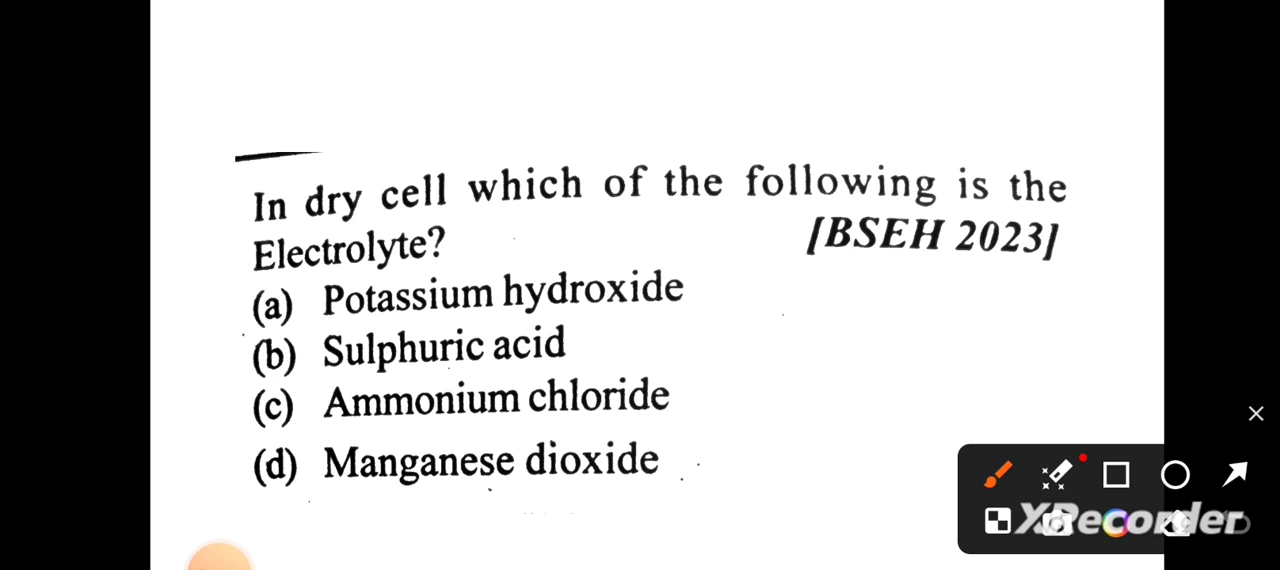 In dry cell which of the following is the
Electrolyte? [BSEH 2023]
(a) Potassium hydroxide
(b) Sulphuric acid
(c) Ammonium chloride
(d) Manganese dioxide
XRecorder